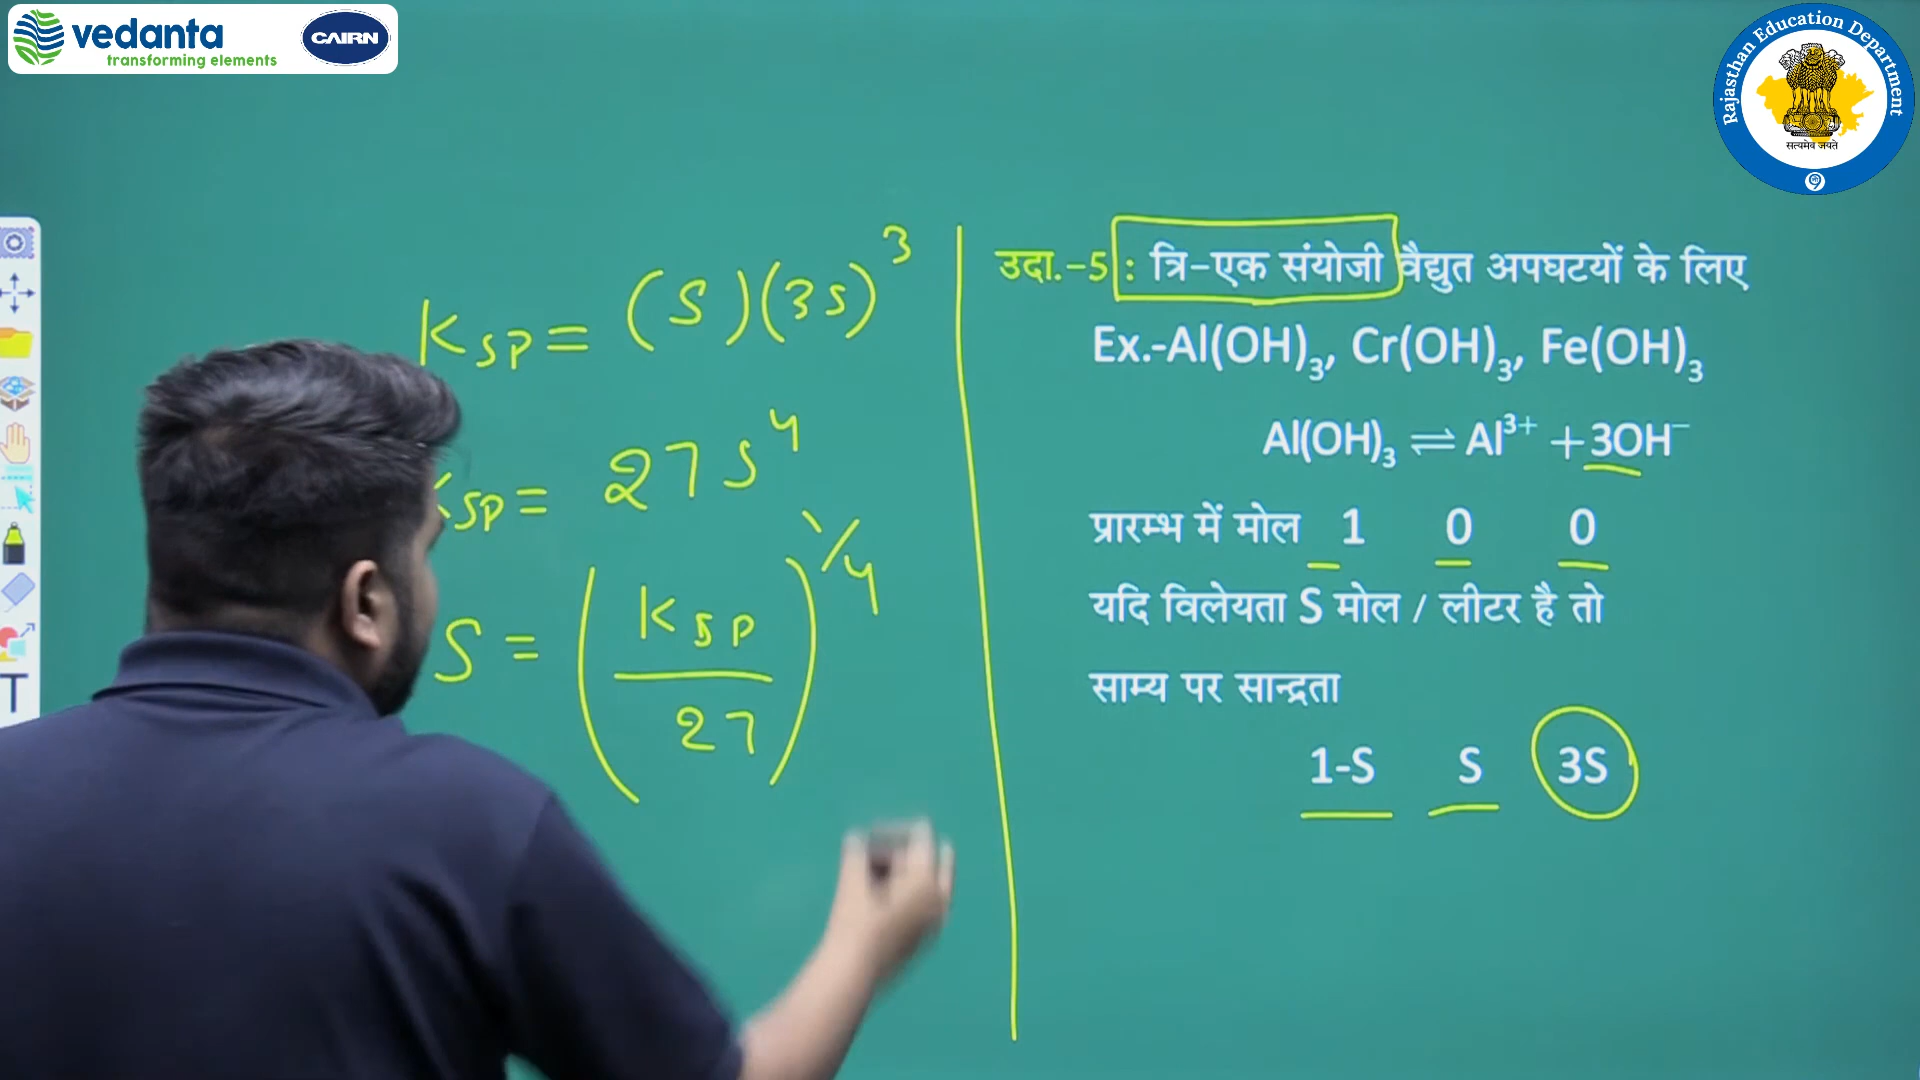 vedanta
transforming elements
CAIRN
Rajasthan Education Department
सत्यमेव जयते
Ksp = (S)(3S)³
Ksp = 27 S⁴
S = (Ksp / 27)^1/4
T
उदा.-5 : त्रि-एक संयोजी वैद्युत अपघटयों के लिए
Ex.-Al(OH)₃, Cr(OH)₃, Fe(OH)₃
Al(OH)₃ ⇌ Al³⁺ + 3OH⁻
प्रारम्भ में मोल 1 0 0
यदि विलेयता S मोल / लीटर है तो
साम्य पर सान्द्रता
1-S S 3S